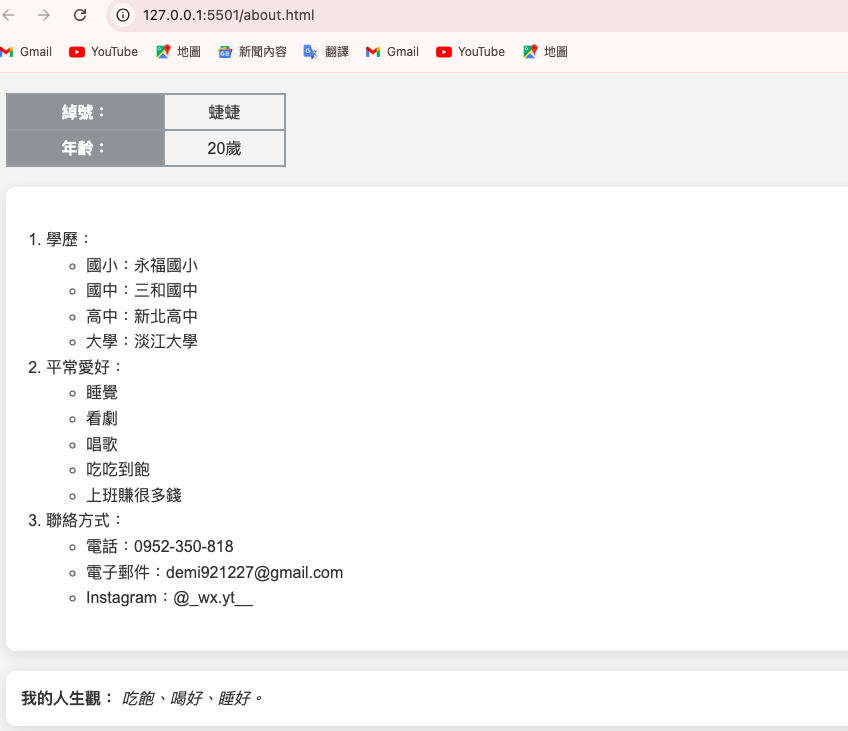 127.0.0.1:5501/about.html
Gmail YouTube 地圖 新聞內容 翻譯 Gmail YouTube 地圖
綽號： 蜨蜨
年齡： 20歲
1. 學歷：
國小：永福國小
國中：三和國中
高中：新北高中
大學：淡江大學
2. 平常愛好：
睡覺
看劇
唱歌
吃吃到飽
上班賺很多錢
3. 聯絡方式：
電話：0952-350-818
電子郵件：demi921227@gmail.com
Instagram：@_wx.yt__
我的人生觀： 吃飽、喝好、睡好。